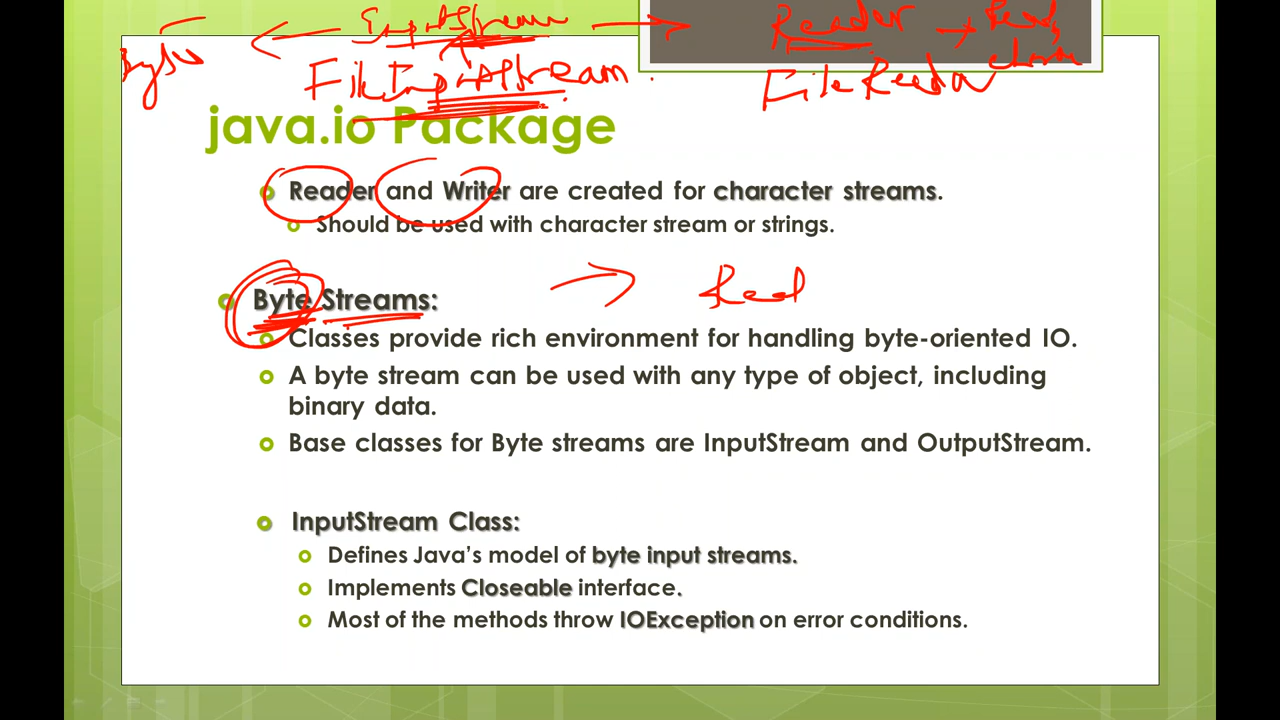 InputStream Reader → Read
Bytes FileInputStream FileReader
java.io Package
Reader and Writer are created for character streams.
Should be used with character stream or strings.
Byte Streams: → Read
Classes provide rich environment for handling byte-oriented IO.
A byte stream can be used with any type of object, including
binary data.
Base classes for Byte streams are InputStream and OutputStream.
InputStream Class:
Defines Java's model of byte input streams.
Implements Closeable interface.
Most of the methods throw IOException on error conditions.